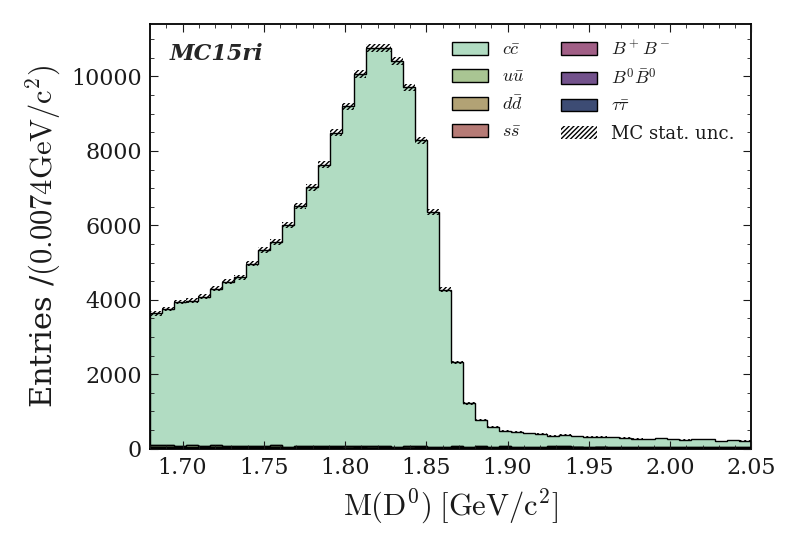 MC15ri
cc̄
uū
dd̄
ss̄
B⁺B⁻
B⁰B̄⁰
ττ̄
MC stat. unc.
Entries /(0.0074GeV/c²)
10000
8000
6000
4000
2000
0
1.70 1.75 1.80 1.85 1.90 1.95 2.00 2.05
M(D⁰) [GeV/c²]